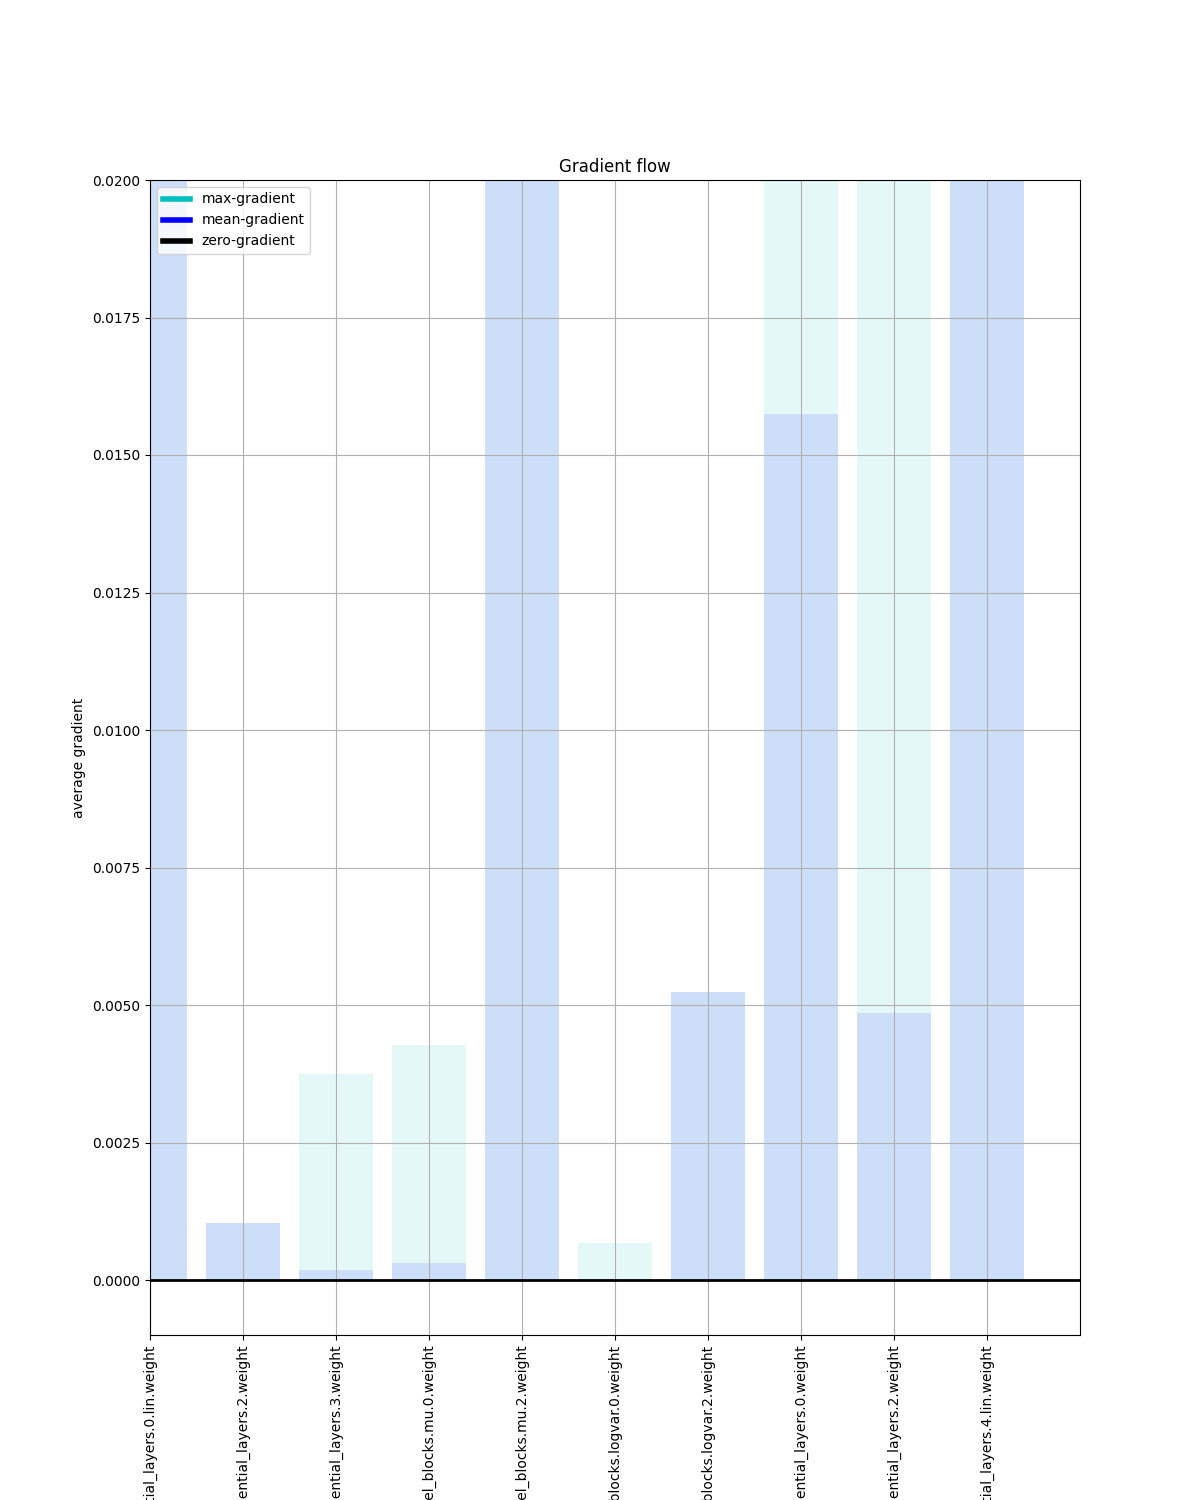 Gradient flow
max-gradient
mean-gradient
zero-gradient
0.0200
0.0175
0.0150
0.0125
0.0100
0.0075
0.0050
0.0025
0.0000
average gradient
tial_layers.0.lin.weight
ential_layers.2.weight
ential_layers.3.weight
el_blocks.mu.0.weight
el_blocks.mu.2.weight
blocks.logvar.0.weight
blocks.logvar.2.weight
ential_layers.0.weight
ential_layers.2.weight
tial_layers.4.lin.weight